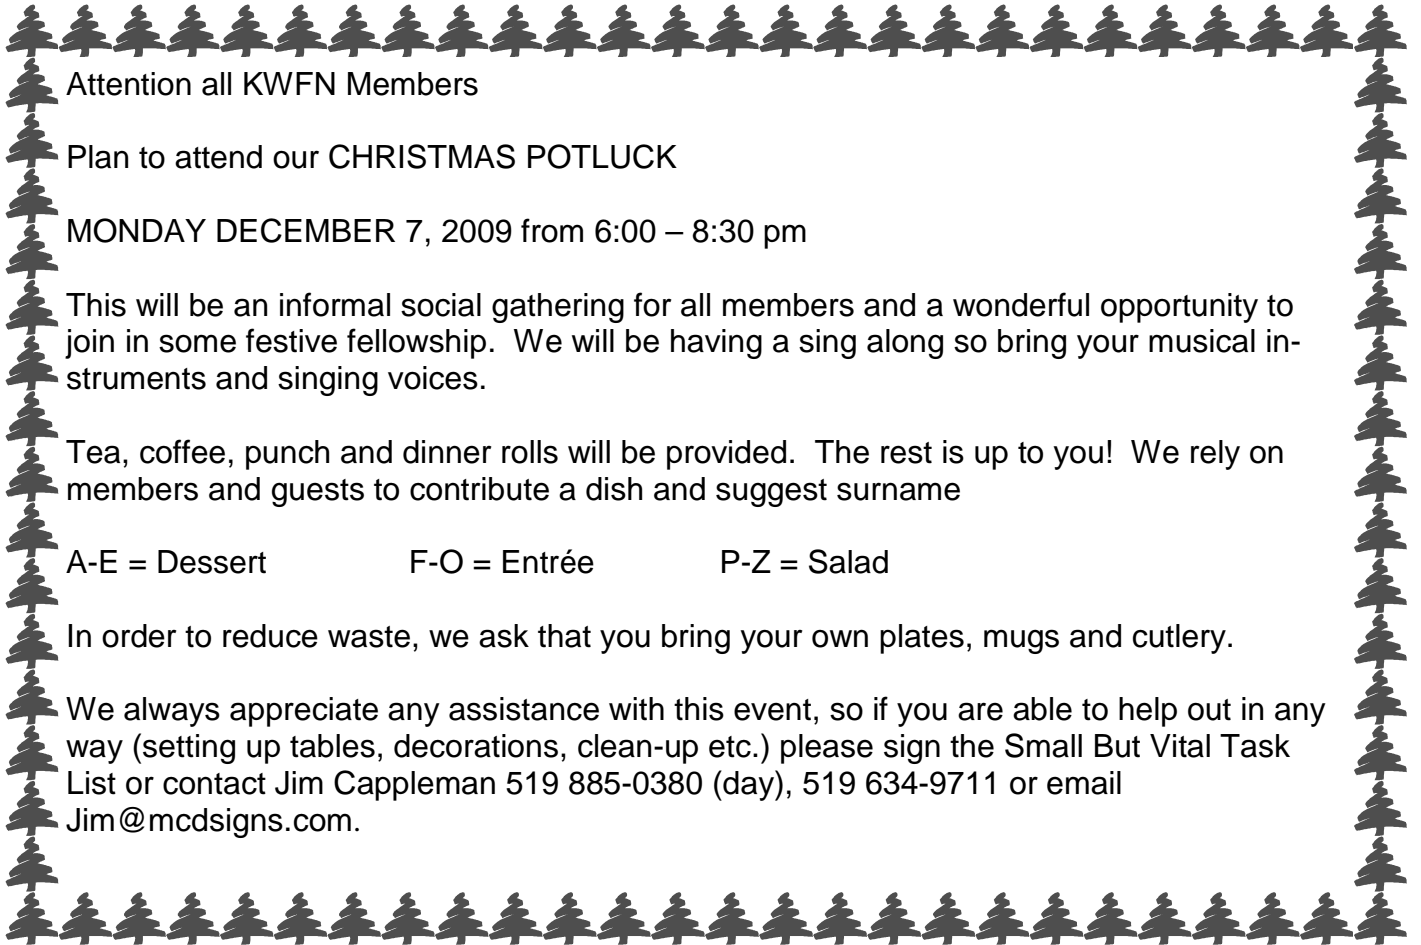 Attention all KWFN Members
Plan to attend our CHRISTMAS POTLUCK
MONDAY DECEMBER 7, 2009 from 6:00 – 8:30 pm
This will be an informal social gathering for all members and a wonderful opportunity to
join in some festive fellowship.  We will be having a sing along so bring your musical in-
struments and singing voices.
Tea, coffee, punch and dinner rolls will be provided.  The rest is up to you!  We rely on
members and guests to contribute a dish and suggest surname
A-E = Dessert F-O = Entrée P-Z = Salad
In order to reduce waste, we ask that you bring your own plates, mugs and cutlery.
We always appreciate any assistance with this event, so if you are able to help out in any
way (setting up tables, decorations, clean-up etc.) please sign the Small But Vital Task
List or contact Jim Cappleman 519 885-0380 (day), 519 634-9711 or email
Jim@mcdsigns.com.